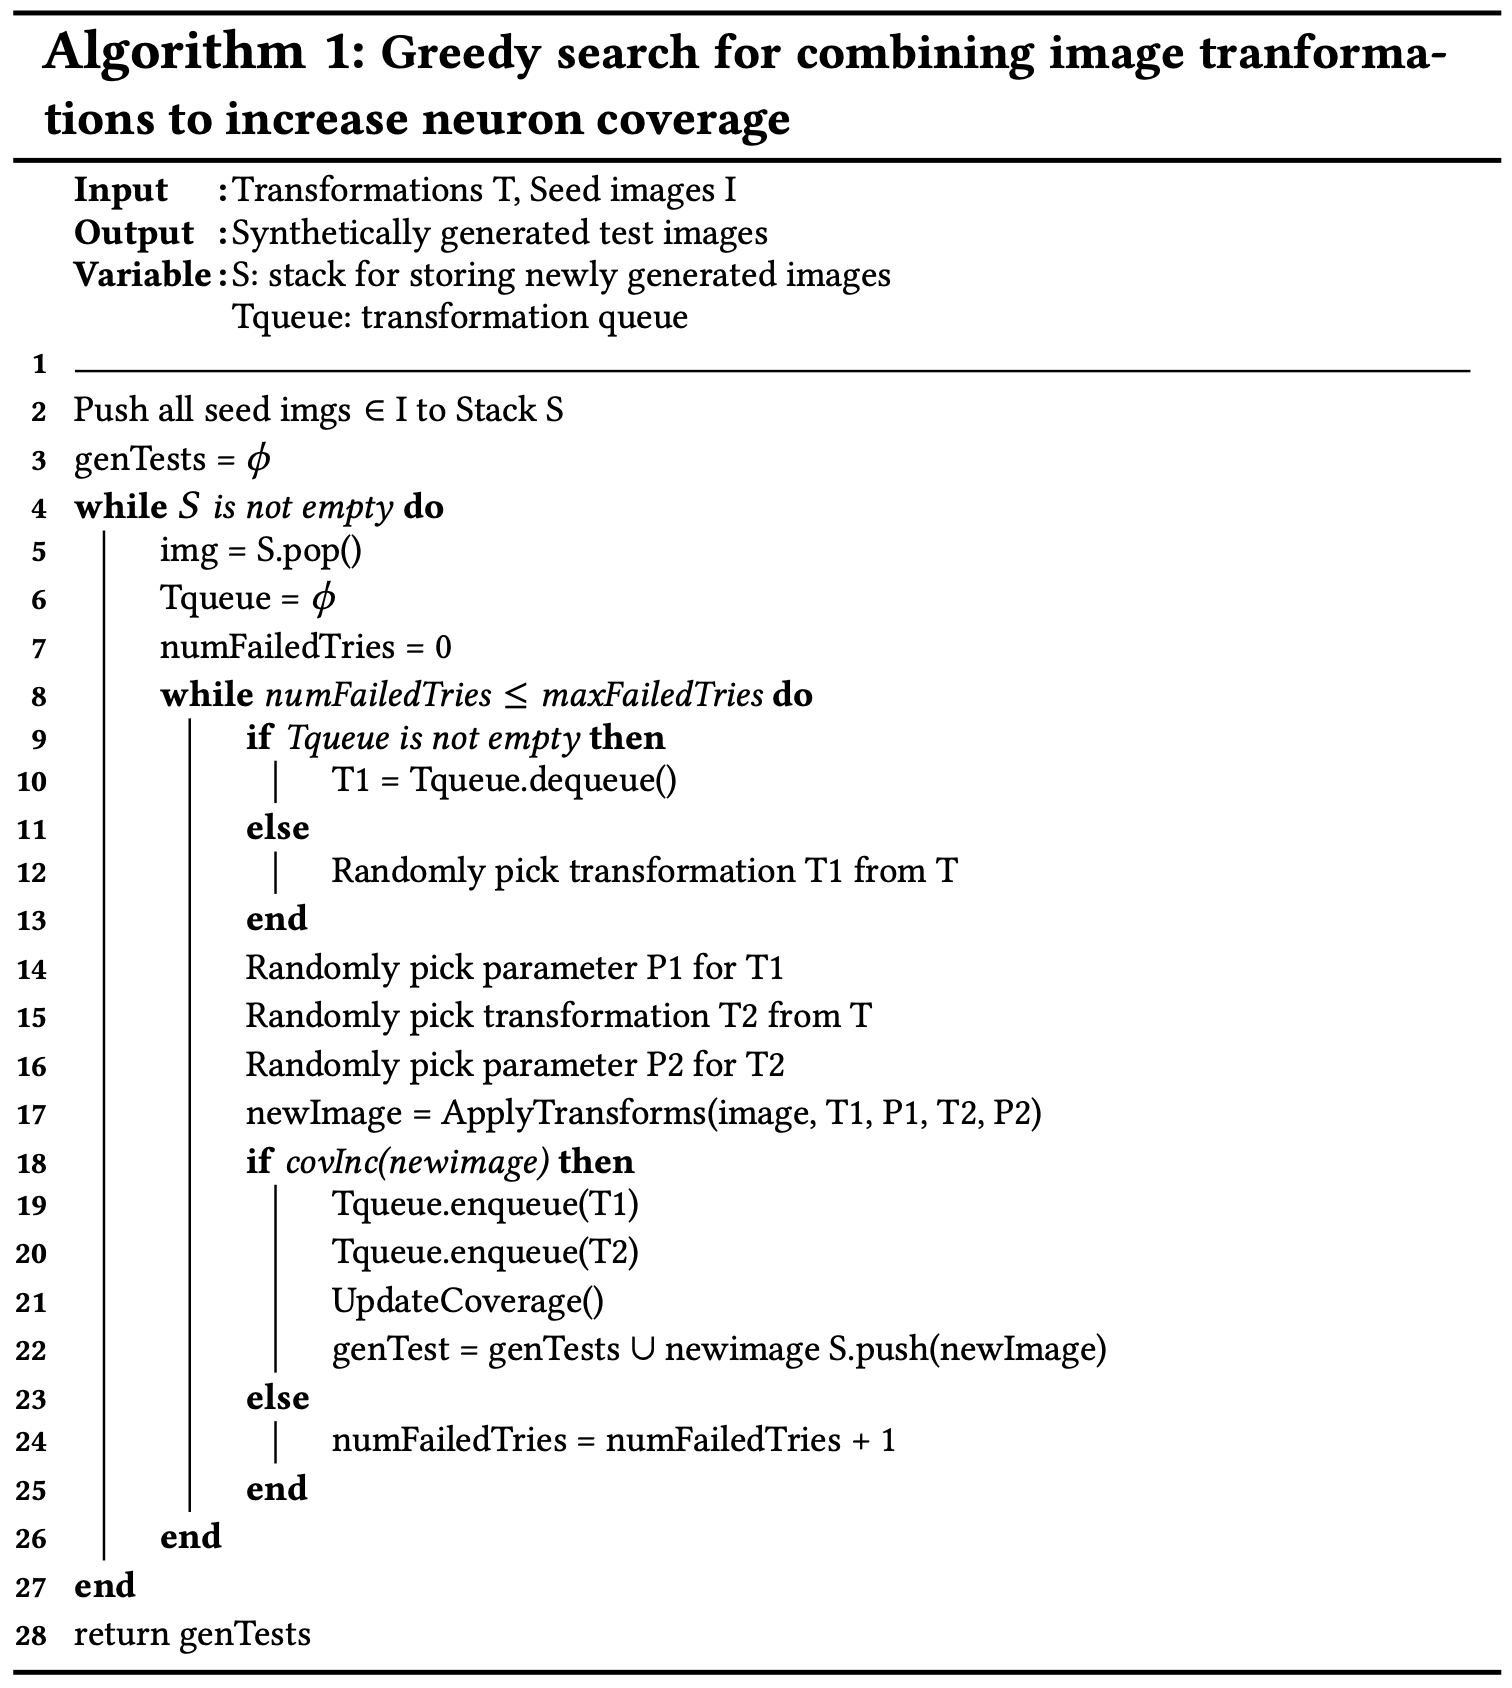 Algorithm 1: Greedy search for combining image tranforma-
tions to increase neuron coverage
Input : Transformations T, Seed images I
Output : Synthetically generated test images
Variable : S: stack for storing newly generated images
Tqueue: transformation queue
1
2 Push all seed imgs ∈ I to Stack S
3 genTests = ϕ
4 while S is not empty do
5 img = S.pop()
6 Tqueue = ϕ
7 numFailedTries = 0
8 while numFailedTries ≤ maxFailedTries do
9 if Tqueue is not empty then
10 T1 = Tqueue.dequeue()
11 else
12 Randomly pick transformation T1 from T
13 end
14 Randomly pick parameter P1 for T1
15 Randomly pick transformation T2 from T
16 Randomly pick parameter P2 for T2
17 newImage = ApplyTransforms(image, T1, P1, T2, P2)
18 if covInc(newimage) then
19 Tqueue.enqueue(T1)
20 Tqueue.enqueue(T2)
21 UpdateCoverage()
22 genTest = genTests ∪ newimage S.push(newImage)
23 else
24 numFailedTries = numFailedTries + 1
25 end
26 end
27 end
28 return genTests